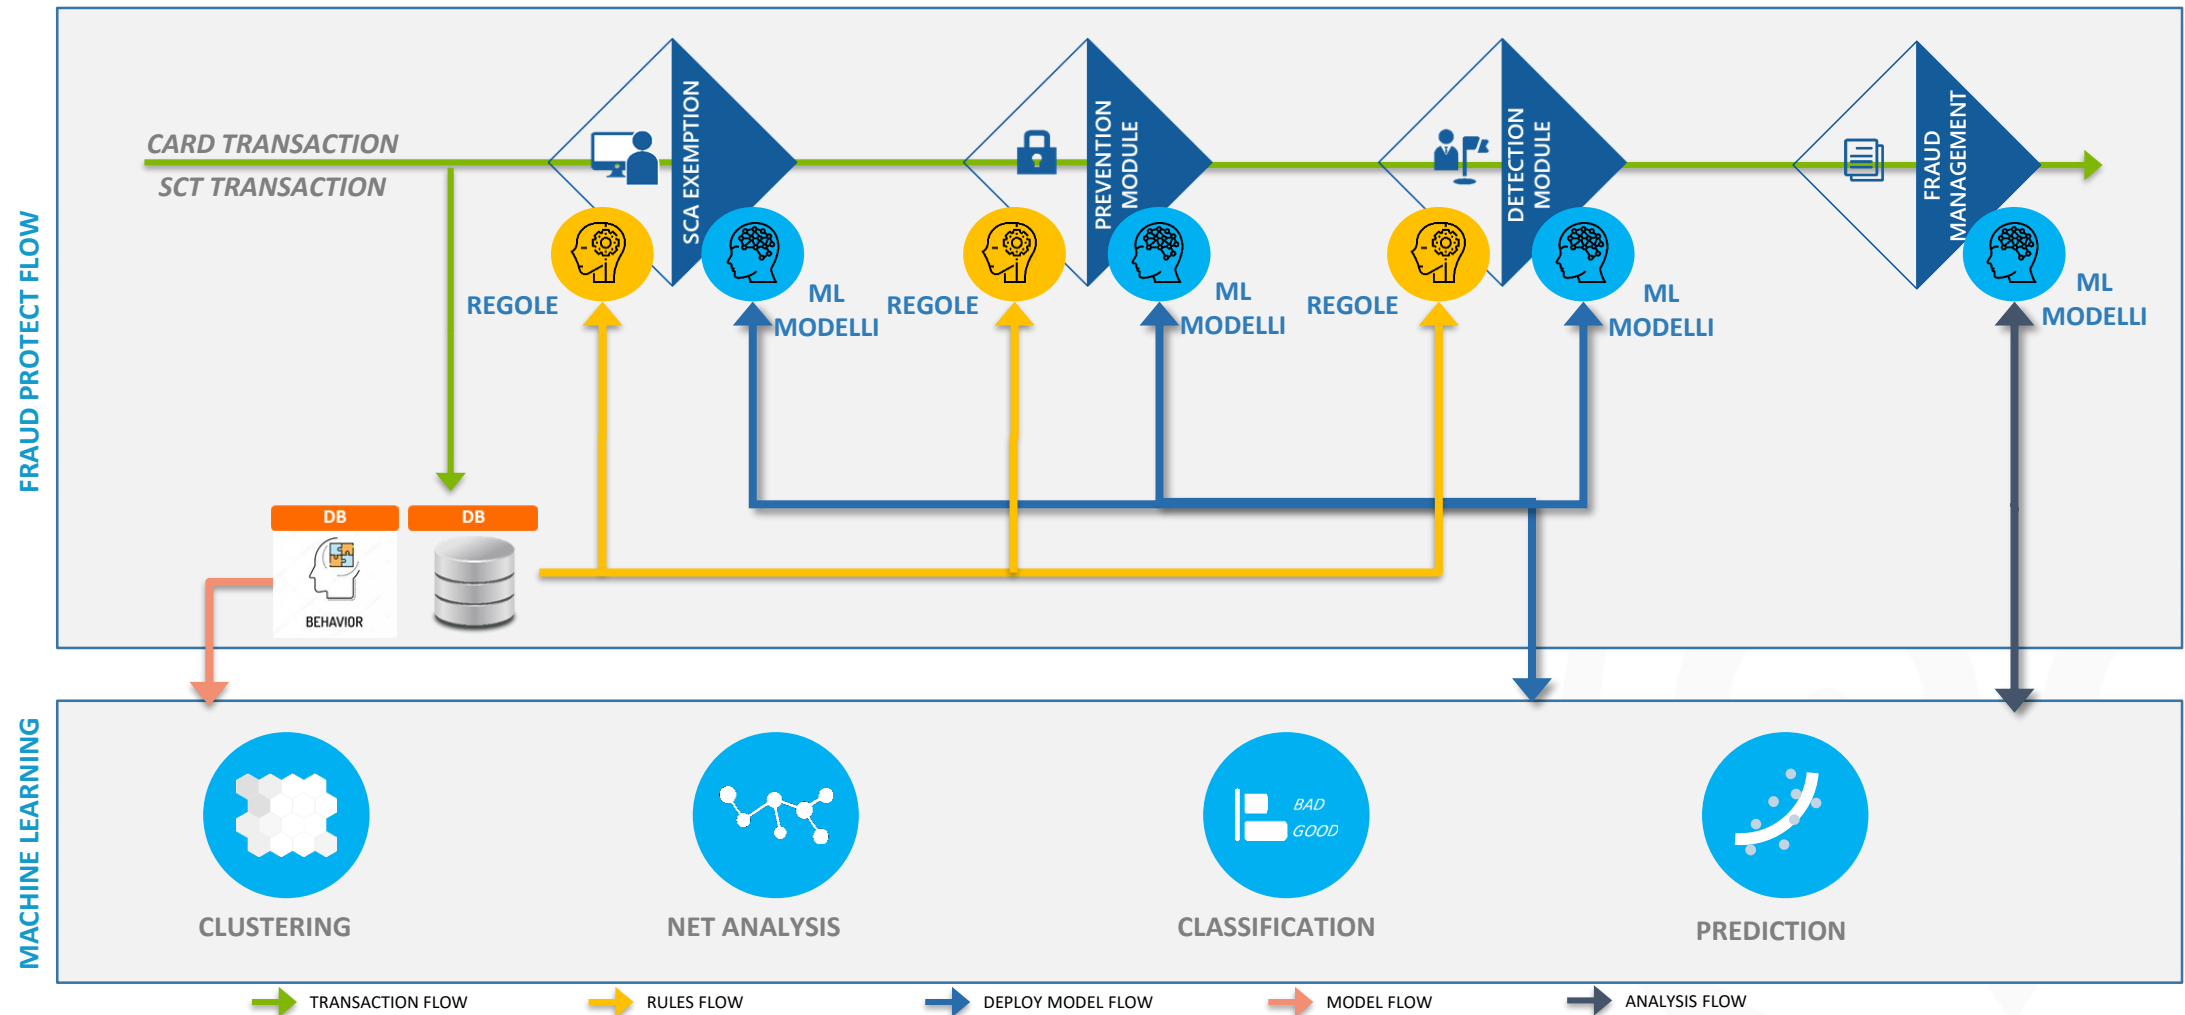 FRAUD PROTECT FLOW
CARD TRANSACTION
SCT TRANSACTION
SCA EXEMPTION
PREVENTION
MODULE
DETECTION
MODULE
FRAUD
MANAGEMENT
REGOLE
ML
MODELLI
REGOLE
ML
MODELLI
REGOLE
ML
MODELLI
ML
MODELLI
DB
DB
BEHAVIOR
MACHINE LEARNING
BAD
GOOD
CLUSTERING
NET ANALYSIS
CLASSIFICATION
PREDICTION
TRANSACTION FLOW
RULES FLOW
DEPLOY MODEL FLOW
MODEL FLOW
ANALYSIS FLOW